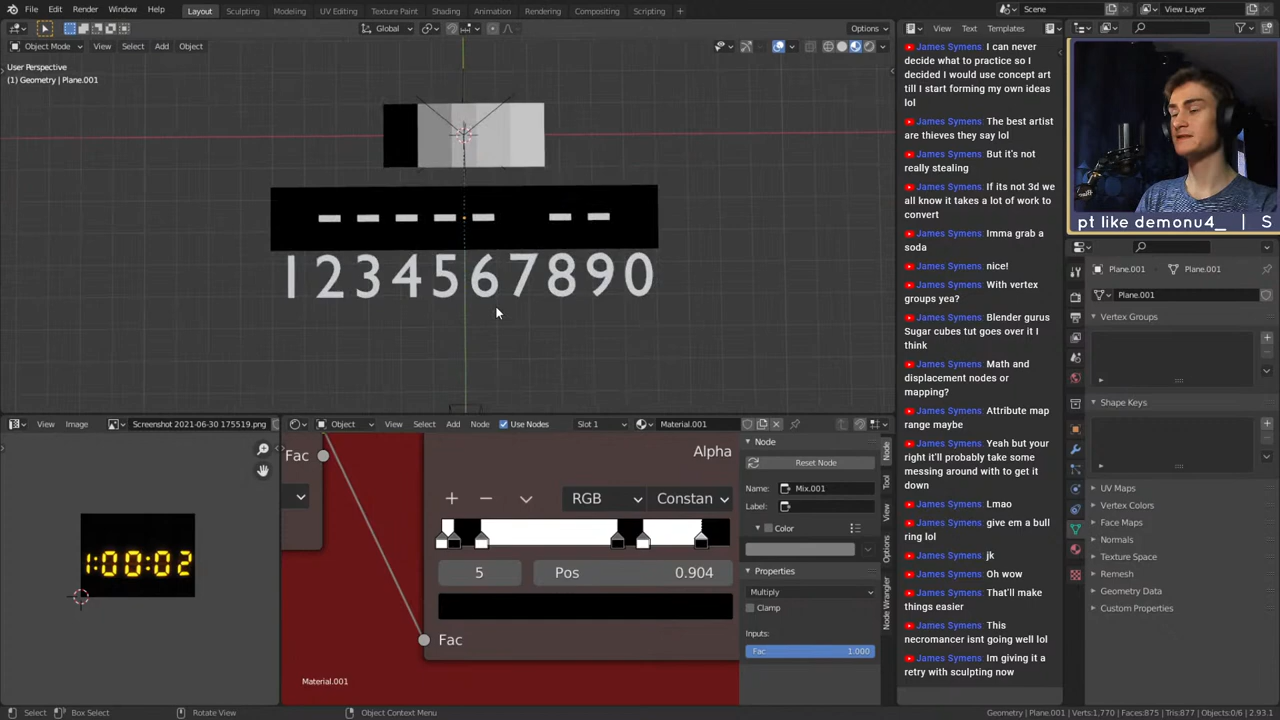 File Edit Render Window Help Layout Sculpting Modeling UV Editing Texture Paint Shading Animation Rendering Compositing Scripting + Scene View Layer
Object Mode View Select Add Object Global Options
User Perspective
(1) Geometry | Plane.001
1234567890
View Image Screenshot 2021-06-30 175519.png
1:00:02
Object View Select Add Node Use Nodes Slot 1 Material.001
Fac
Alpha
RGB Constan
5 Pos 0.904
Fac
Material.001
Node
Reset Node
Name: Mix.001
Label:
Color
Properties
Multiply
Clamp
Inputs:
Fac 1.000
Node
Tool
View
Options
Node Wrangler
View Text Templates
James Symens: I can never
decide what to practice so I
decided I would use concept art
till I start forming my own ideas
lol
James Symens: The best artist
are thieves they say lol
James Symens: But it's not
really stealing
James Symens: If its not 3d we
all know it takes a lot of work to
convert
James Symens: Imma grab a
soda
James Symens: nice!
James Symens: With vertex
groups yea?
James Symens: Blender gurus
Sugar cubes tut goes over it I
think
James Symens: Math and
displacement nodes or
mapping?
James Symens: Attribute map
range maybe
James Symens: Yeah but your
right it'll probably take some
messing around with to get it
down
James Symens: Lmao
James Symens: give em a bull
ring lol
James Symens: jk
James Symens: Oh wow
James Symens: That'll make
things easier
James Symens: This
necromancer isnt going well lol
James Symens: Im giving it a
retry with sculpting now
pt like demonu4_ | S
Plane.001 Plane.001
Plane.001
Vertex Groups
Shape Keys
UV Maps
Vertex Colors
Face Maps
Normals
Texture Space
Remesh
Geometry Data
Custom Properties
Select Box Select Rotate View Object Context Menu Geometry | Plane.001 | Verts:1,770 | Faces:875 | Tris:877 | Objects:0/6 | 2.93.1